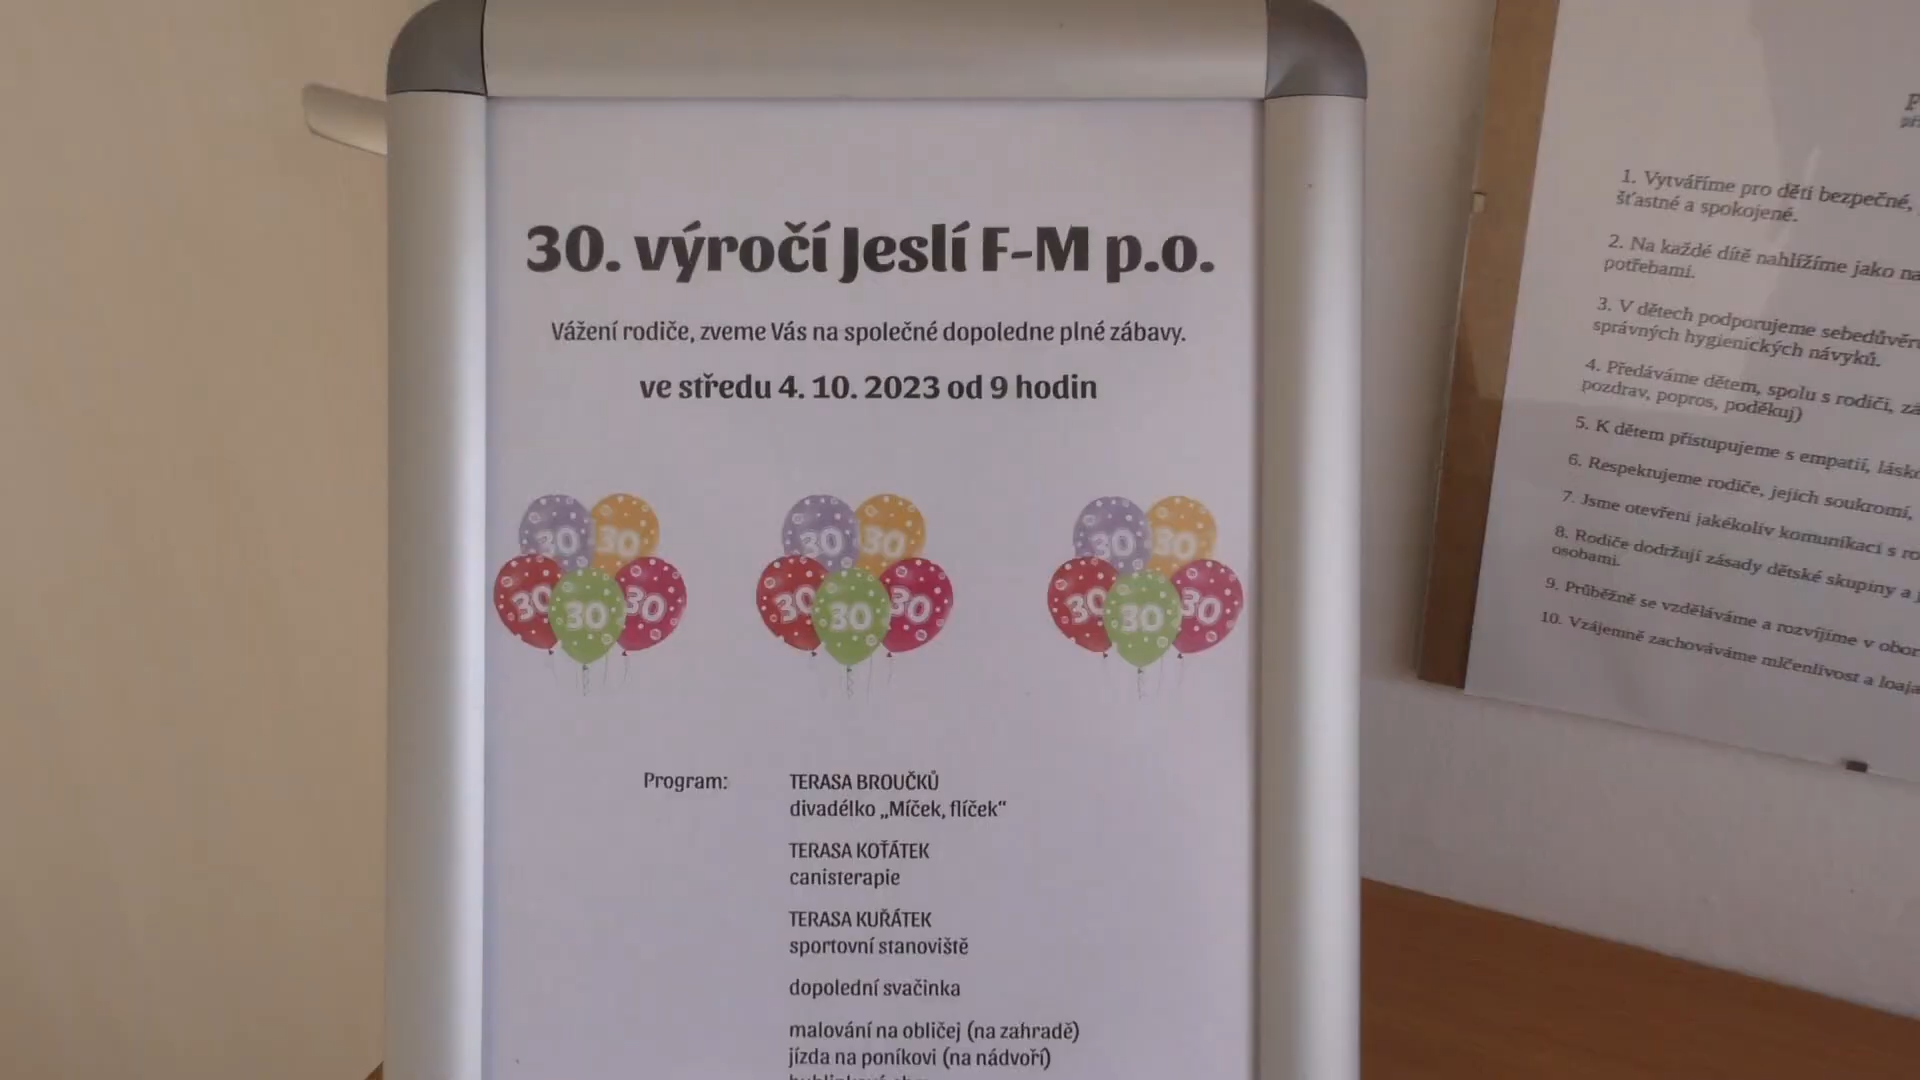 30. výročí Jeslí F-M p.o.
Vážení rodiče, zveme Vás na společné dopoledne plné zábavy.
ve středu 4. 10. 2023 od 9 hodin
30 30
30 30 30
30 30
30 30 30
30 30
30 30 30
Program:
TERASA BROUČKŮ
divadélko „Míček, flíček“
TERASA KOŤÁTEK
canisterapie
TERASA KUŘÁTEK
sportovní stanoviště
dopolední svačinka
malování na obličej (na zahradě)
jízda na poníkovi (na nádvoří)
1. Vytváříme pro děti bezpečné,
šťastné a spokojené.
2. Na každé dítě nahlížíme jako
potřebami.
3. V dětech podporujeme sebedůvěru
správných hygienických návyků.
4. Předáváme dětem, spolu s rodiči,
pozdrav, popros, poděkuj)
5. K dětem přistupujeme s empatií,
6. Respektujeme rodiče, jejich soukromí,
7. Jsme otevřeni jakékoliv komunikaci s
8. Rodiče dodržují zásady dětské skupiny a
osobami.
9. Průběžně se vzděláváme a rozvíjíme v
10. Vzájemně zachováváme mlčenlivost a